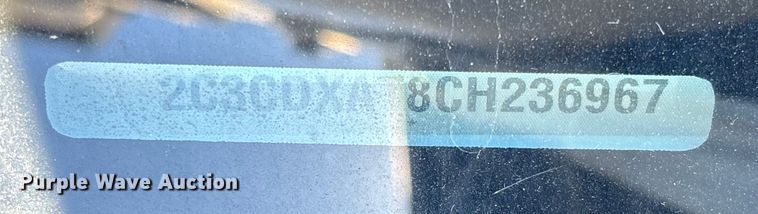 2C3CDXAT8CH236967
Purple Wave Auction